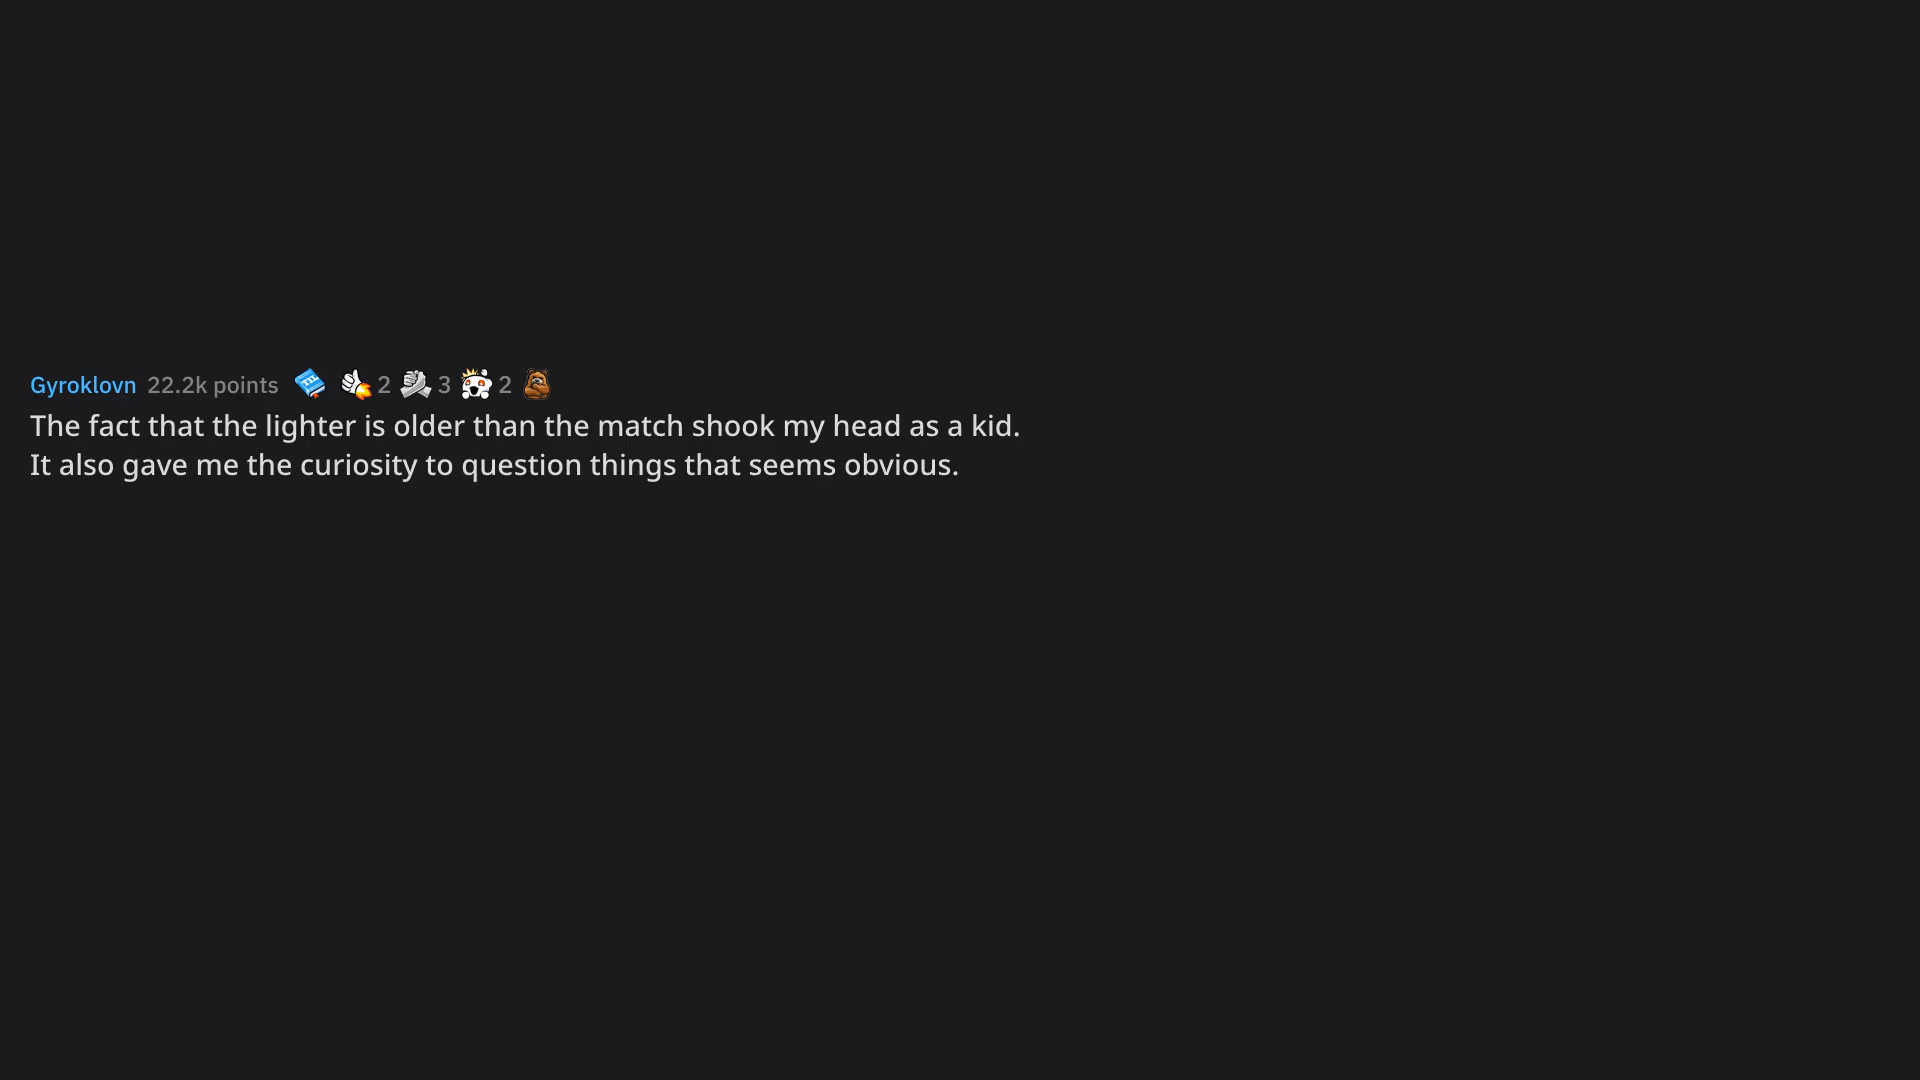 Gyroklovn 22.2k points 2 3 2
The fact that the lighter is older than the match shook my head as a kid.
It also gave me the curiosity to question things that seems obvious.